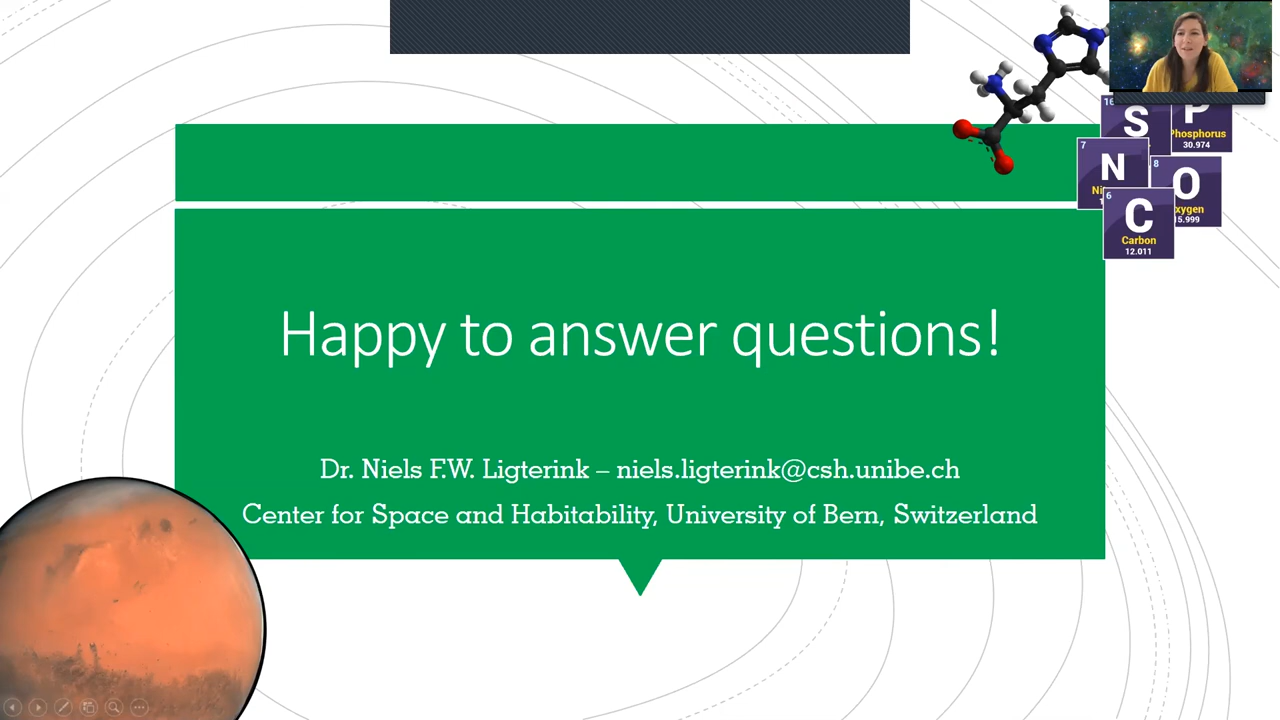 Happy to answer questions!
Dr. Niels F.W. Ligterink – niels.ligterink@csh.unibe.ch
Center for Space and Habitability, University of Bern, Switzerland
16
S
P
Phosphorus
30.974
7
N
8
O
15.999
6
C
Carbon
12.011